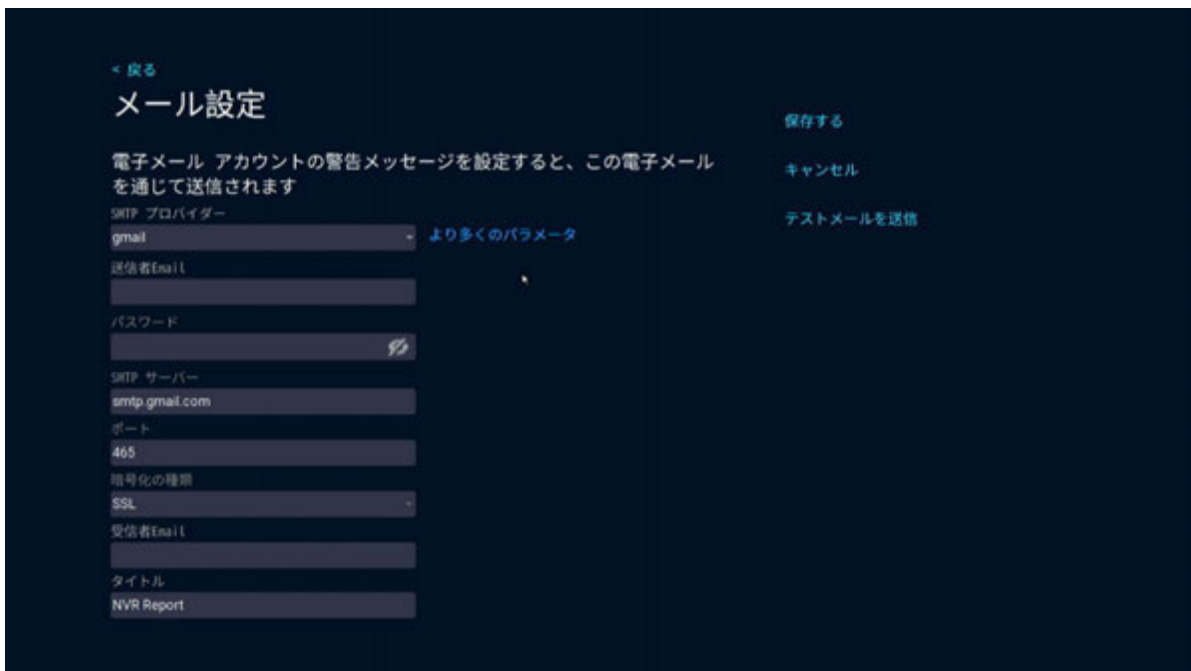 < 戻る
メール設定
電子メール アカウントの警告メッセージを設定すると、この電子メール
を通じて送信されます
SMTP プロバイダー
gmail
より多くのパラメータ
送信者Email
パスワード
SMTP サーバー
smtp.gmail.com
ポート
465
暗号化の種類
SSL
受信者Email
タイトル
NVR Report
保存する
キャンセル
テストメールを送信